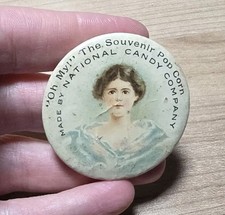 "Oh My!" The Souvenir Pop Corn
MADE BY NATIONAL CANDY COMPANY